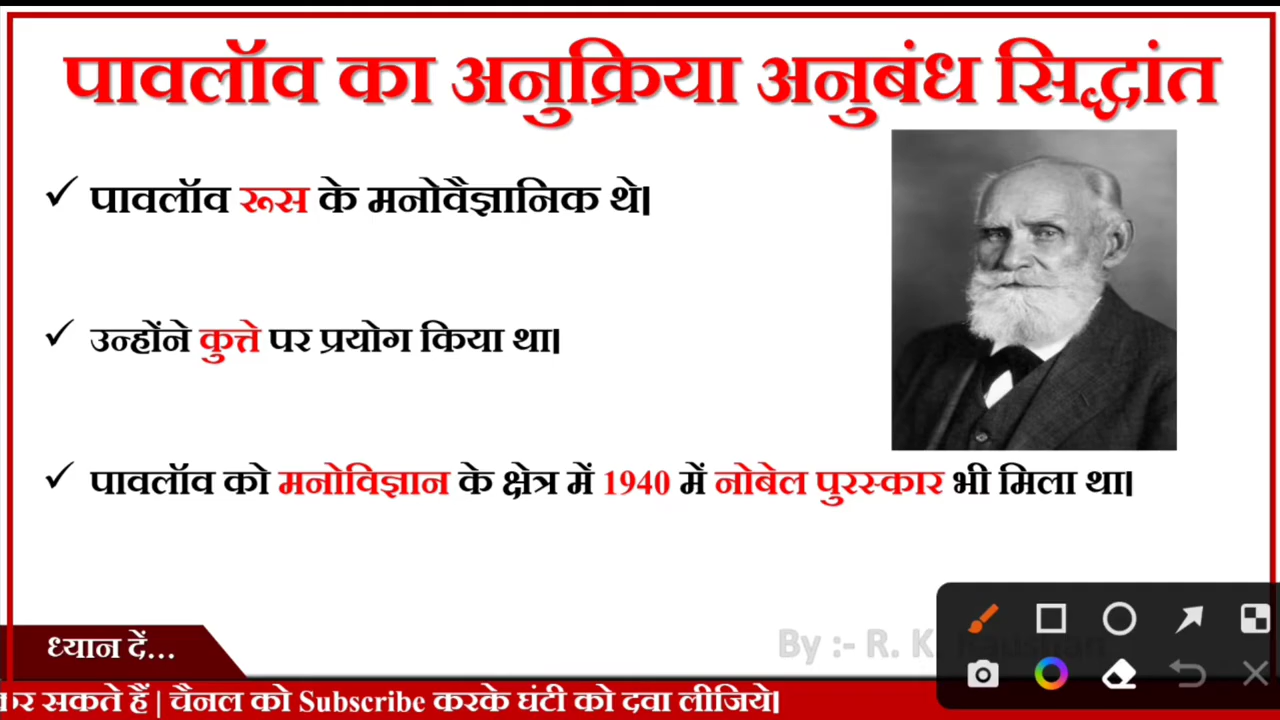 पावलॉव का अनुक्रिया अनुबंध सिद्धांत
पावलॉव रूस के मनोवैज्ञानिक थे।
उन्होंने कुत्ते पर प्रयोग किया था।
पावलॉव को मनोविज्ञान के क्षेत्र में 1940 में नोबेल पुरस्कार भी मिला था।
ध्यान दें...
By :- R. K.
कर सकते हैं | चैनल को Subscribe करके घंटी को दवा लीजिये।